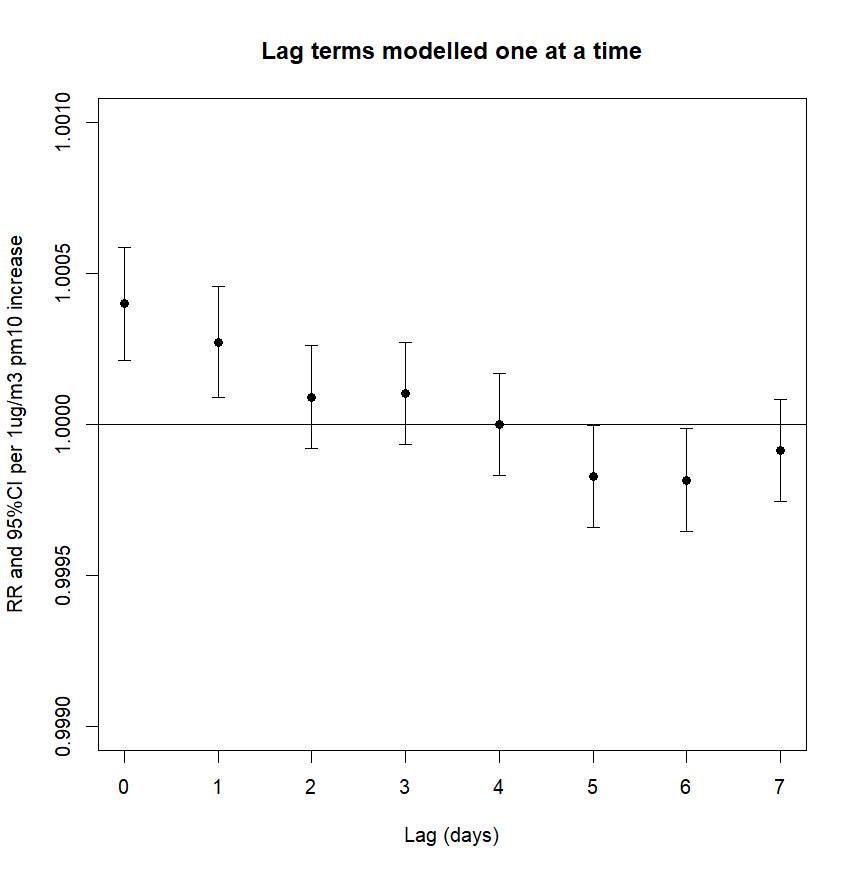 Lag terms modelled one at a time
RR and 95%CI per 1ug/m3 pm10 increase
1.0010
1.0005
1.0000
0.9995
0.9990
0 1 2 3 4 5 6 7
Lag (days)